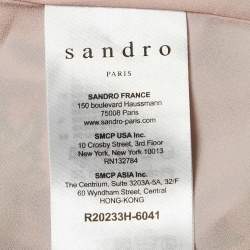 sandro
PARIS
SANDRO FRANCE
150 boulevard Haussmann
75008 Paris
www.sandro-paris.com
SMCP USA Inc.
10 Crosby Street, 3rd Floor
New York, New York 10013
RN132784
SMCP ASIA Inc.
The Centrium, Suite 3203A-5A, 32/F
60 Wyndham Street, Central
HONG-KONG
R20233H-6041